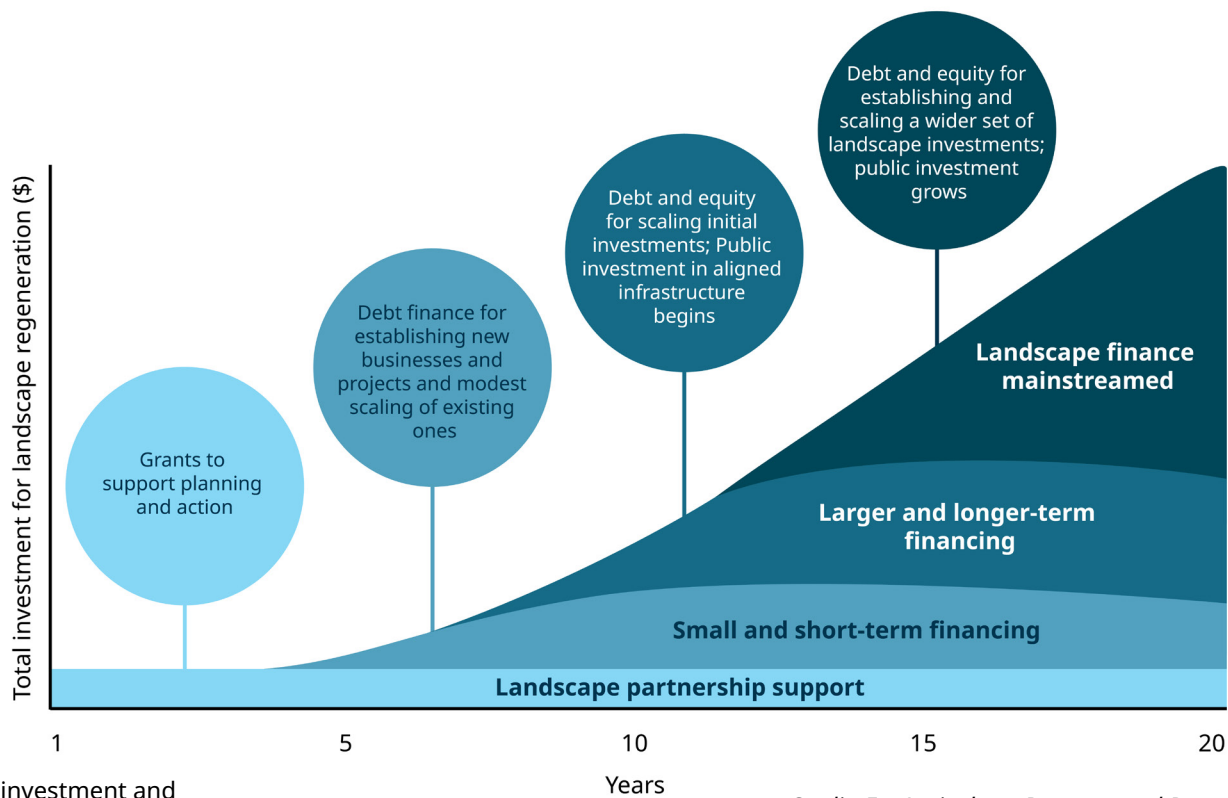 Debt and equity for
establishing and
scaling a wider set of
landscape investments;
public investment
grows
Debt and equity
for scaling initial
investments; Public
investment in aligned
infrastructure
begins
Debt finance for
establishing new
businesses and
projects and modest
scaling of existing
ones
Grants to
support planning
and action
Total investment for landscape regeneration ($)
Landscape finance
mainstreamed
Larger and longer-term
financing
Small and short-term financing
Landscape partnership support
1 5 10 15 20
Years
investment and